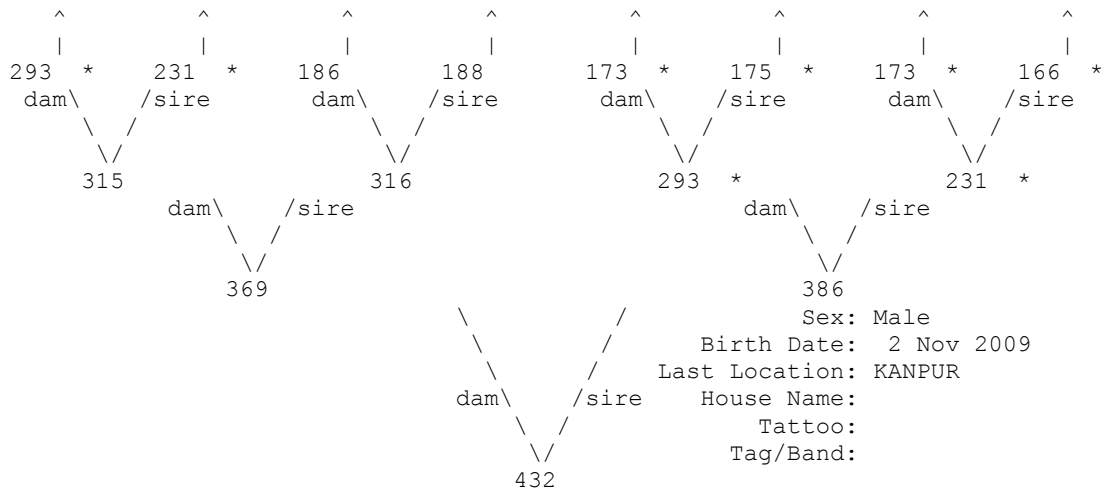 ^ ^ ^ ^ ^ ^ ^ ^
| | | | | | | |
293 * 231 * 186 188 173 * 175 * 173 * 166 *
dam\ /sire dam\ /sire dam\ /sire dam\ /sire
\ / \ / \ / \ /
\/ \/ \/ \/
315 316 293 * 231 *
dam\ /sire dam\ /sire
\ / \ /
\/ \/
369 386
\ / Sex: Male
\ / Birth Date: 2 Nov 2009
\ / Last Location: KANPUR
dam\ /sire House Name:
\ / Tattoo:
\/ Tag/Band:
432